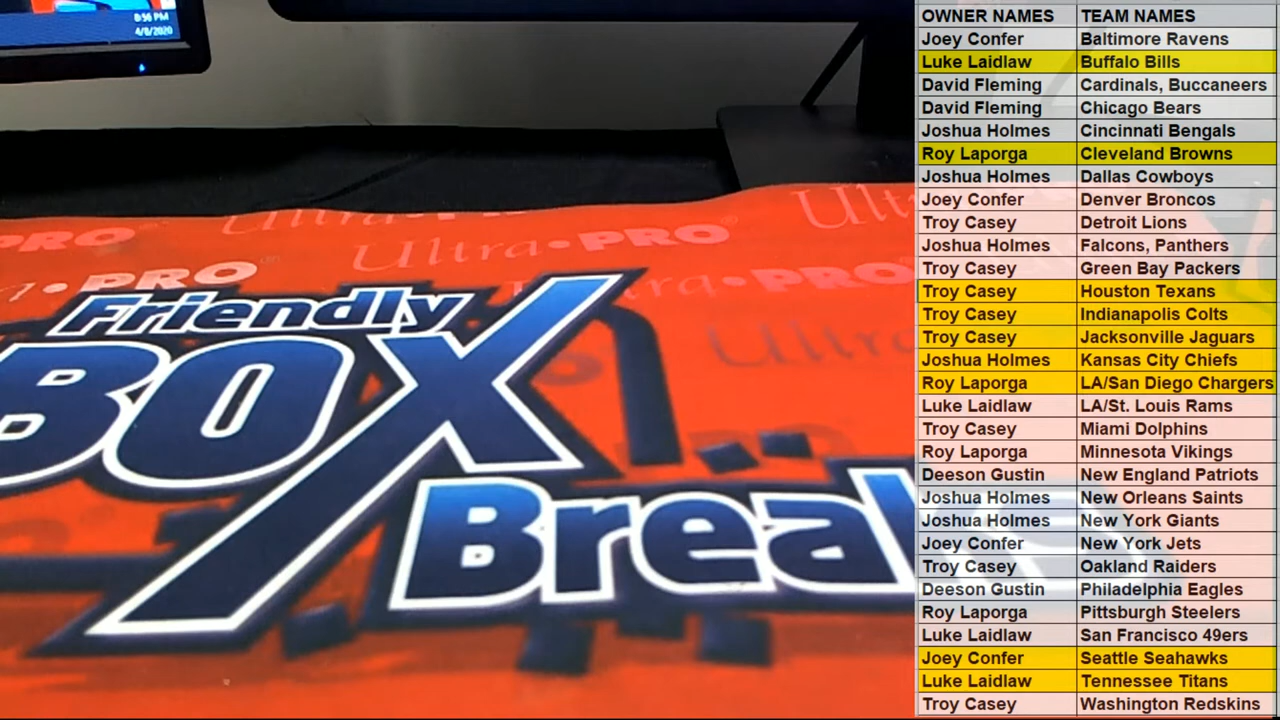 8:56 PM
4/8/2020
Ultra•PRO
Ultra•PRO
PRO
PRO
Friendly
BOX
Brea
OWNER NAMES TEAM NAMES
Joey Confer Baltimore Ravens
Luke Laidlaw Buffalo Bills
David Fleming Cardinals, Buccaneers
David Fleming Chicago Bears
Joshua Holmes Cincinnati Bengals
Roy Laporga Cleveland Browns
Joshua Holmes Dallas Cowboys
Joey Confer Denver Broncos
Troy Casey Detroit Lions
Joshua Holmes Falcons, Panthers
Troy Casey Green Bay Packers
Troy Casey Houston Texans
Troy Casey Indianapolis Colts
Troy Casey Jacksonville Jaguars
Joshua Holmes Kansas City Chiefs
Roy Laporga LA/San Diego Chargers
Luke Laidlaw LA/St. Louis Rams
Troy Casey Miami Dolphins
Roy Laporga Minnesota Vikings
Deeson Gustin New England Patriots
Joshua Holmes New Orleans Saints
Joshua Holmes New York Giants
Joey Confer New York Jets
Troy Casey Oakland Raiders
Deeson Gustin Philadelphia Eagles
Roy Laporga Pittsburgh Steelers
Luke Laidlaw San Francisco 49ers
Joey Confer Seattle Seahawks
Luke Laidlaw Tennessee Titans
Troy Casey Washington Redskins